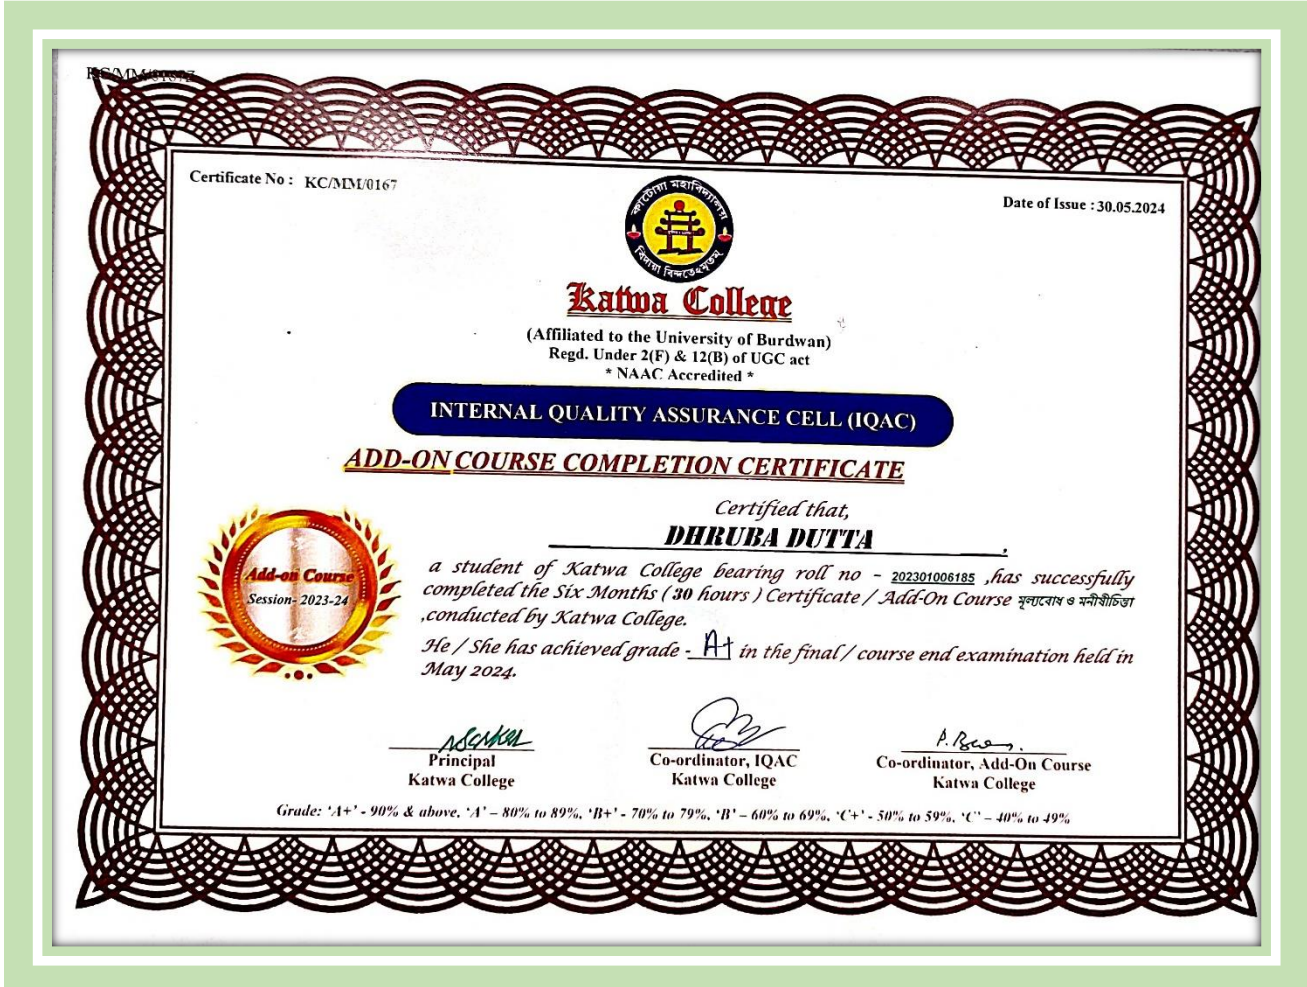 Certificate No : KC/MM/0167
Date of Issue : 30.05.2024
কাটোয়া মহাবিদ্যালয়
Katwa College
(Affiliated to the University of Burdwan)
Regd. Under 2(F) & 12(B) of UGC act
* NAAC Accredited *
INTERNAL QUALITY ASSURANCE CELL (IQAC)
ADD-ON COURSE COMPLETION CERTIFICATE
Certified that,
DHRUBA DUTTA ,
Add-on Course
Session- 2023-24
a student of Katwa College bearing roll no - 202301006185 ,has successfully
completed the Six Months ( 30 hours ) Certificate / Add-On Course মূল্যবোধ ও মনীষীচিন্তা
,conducted by Katwa College.
He / She has achieved grade - A+ in the final / course end examination held in
May 2024.
Principal
Katwa College
Co-ordinator, IQAC
Katwa College
P.
Co-ordinator, Add-On Course
Katwa College
Grade: 'A+' - 90% & above, 'A' – 80% to 89%, 'B+' - 70% to 79%, 'B' – 60% to 69%, 'C+' - 50% to 59%, 'C' – 40% to 49%